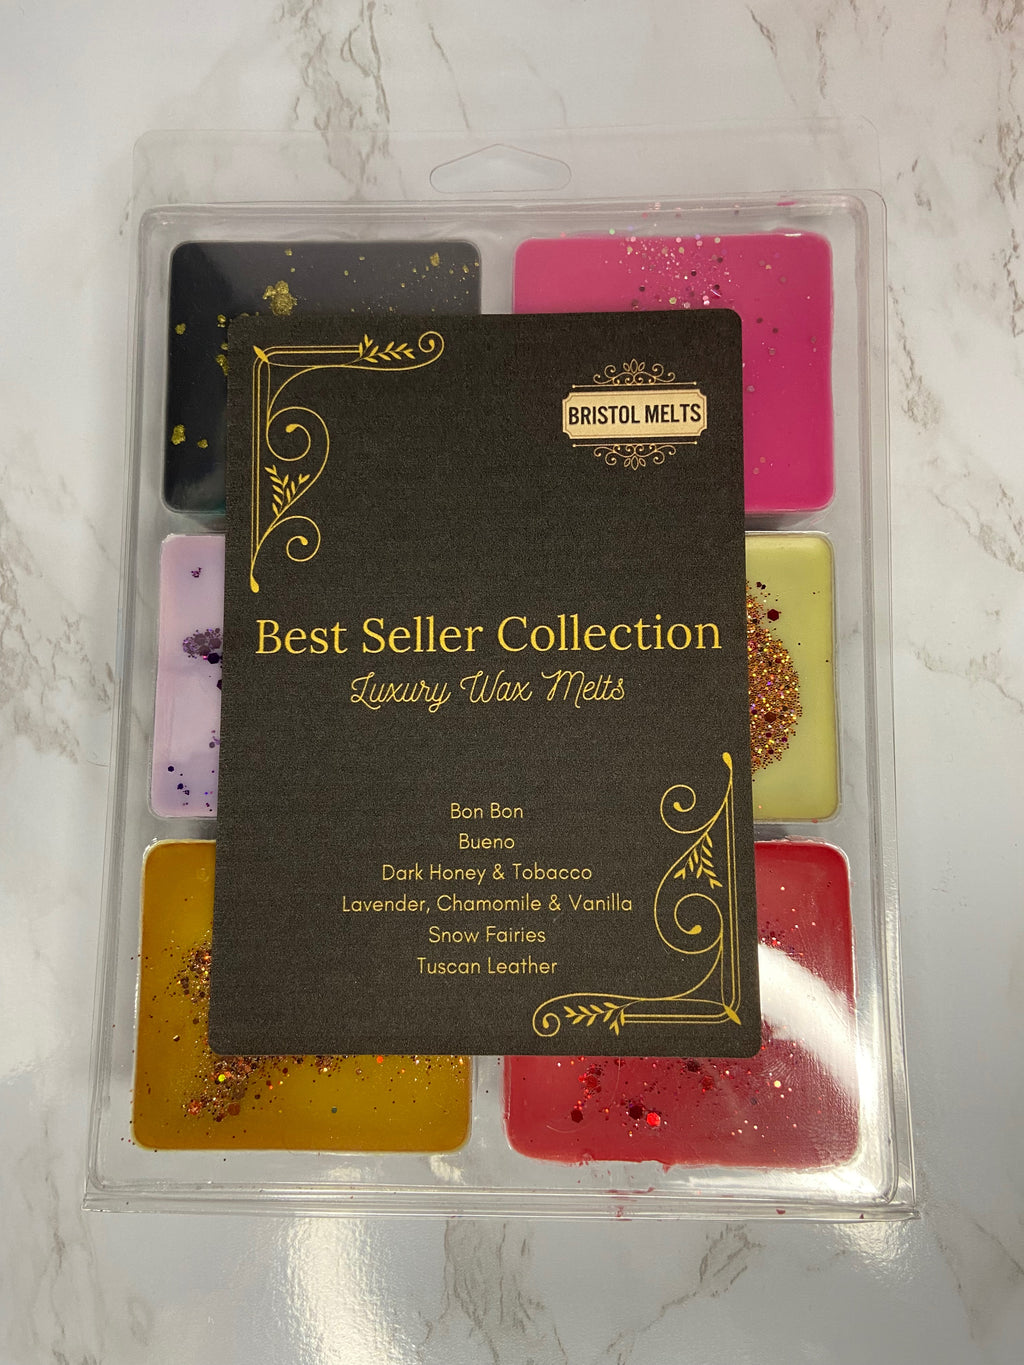 BRISTOL MELTS
Best Seller Collection
Luxury Wax Melts
Bon Bon
Bueno
Dark Honey & Tobacco
Lavender, Chamomile & Vanilla
Snow Fairies
Tuscan Leather